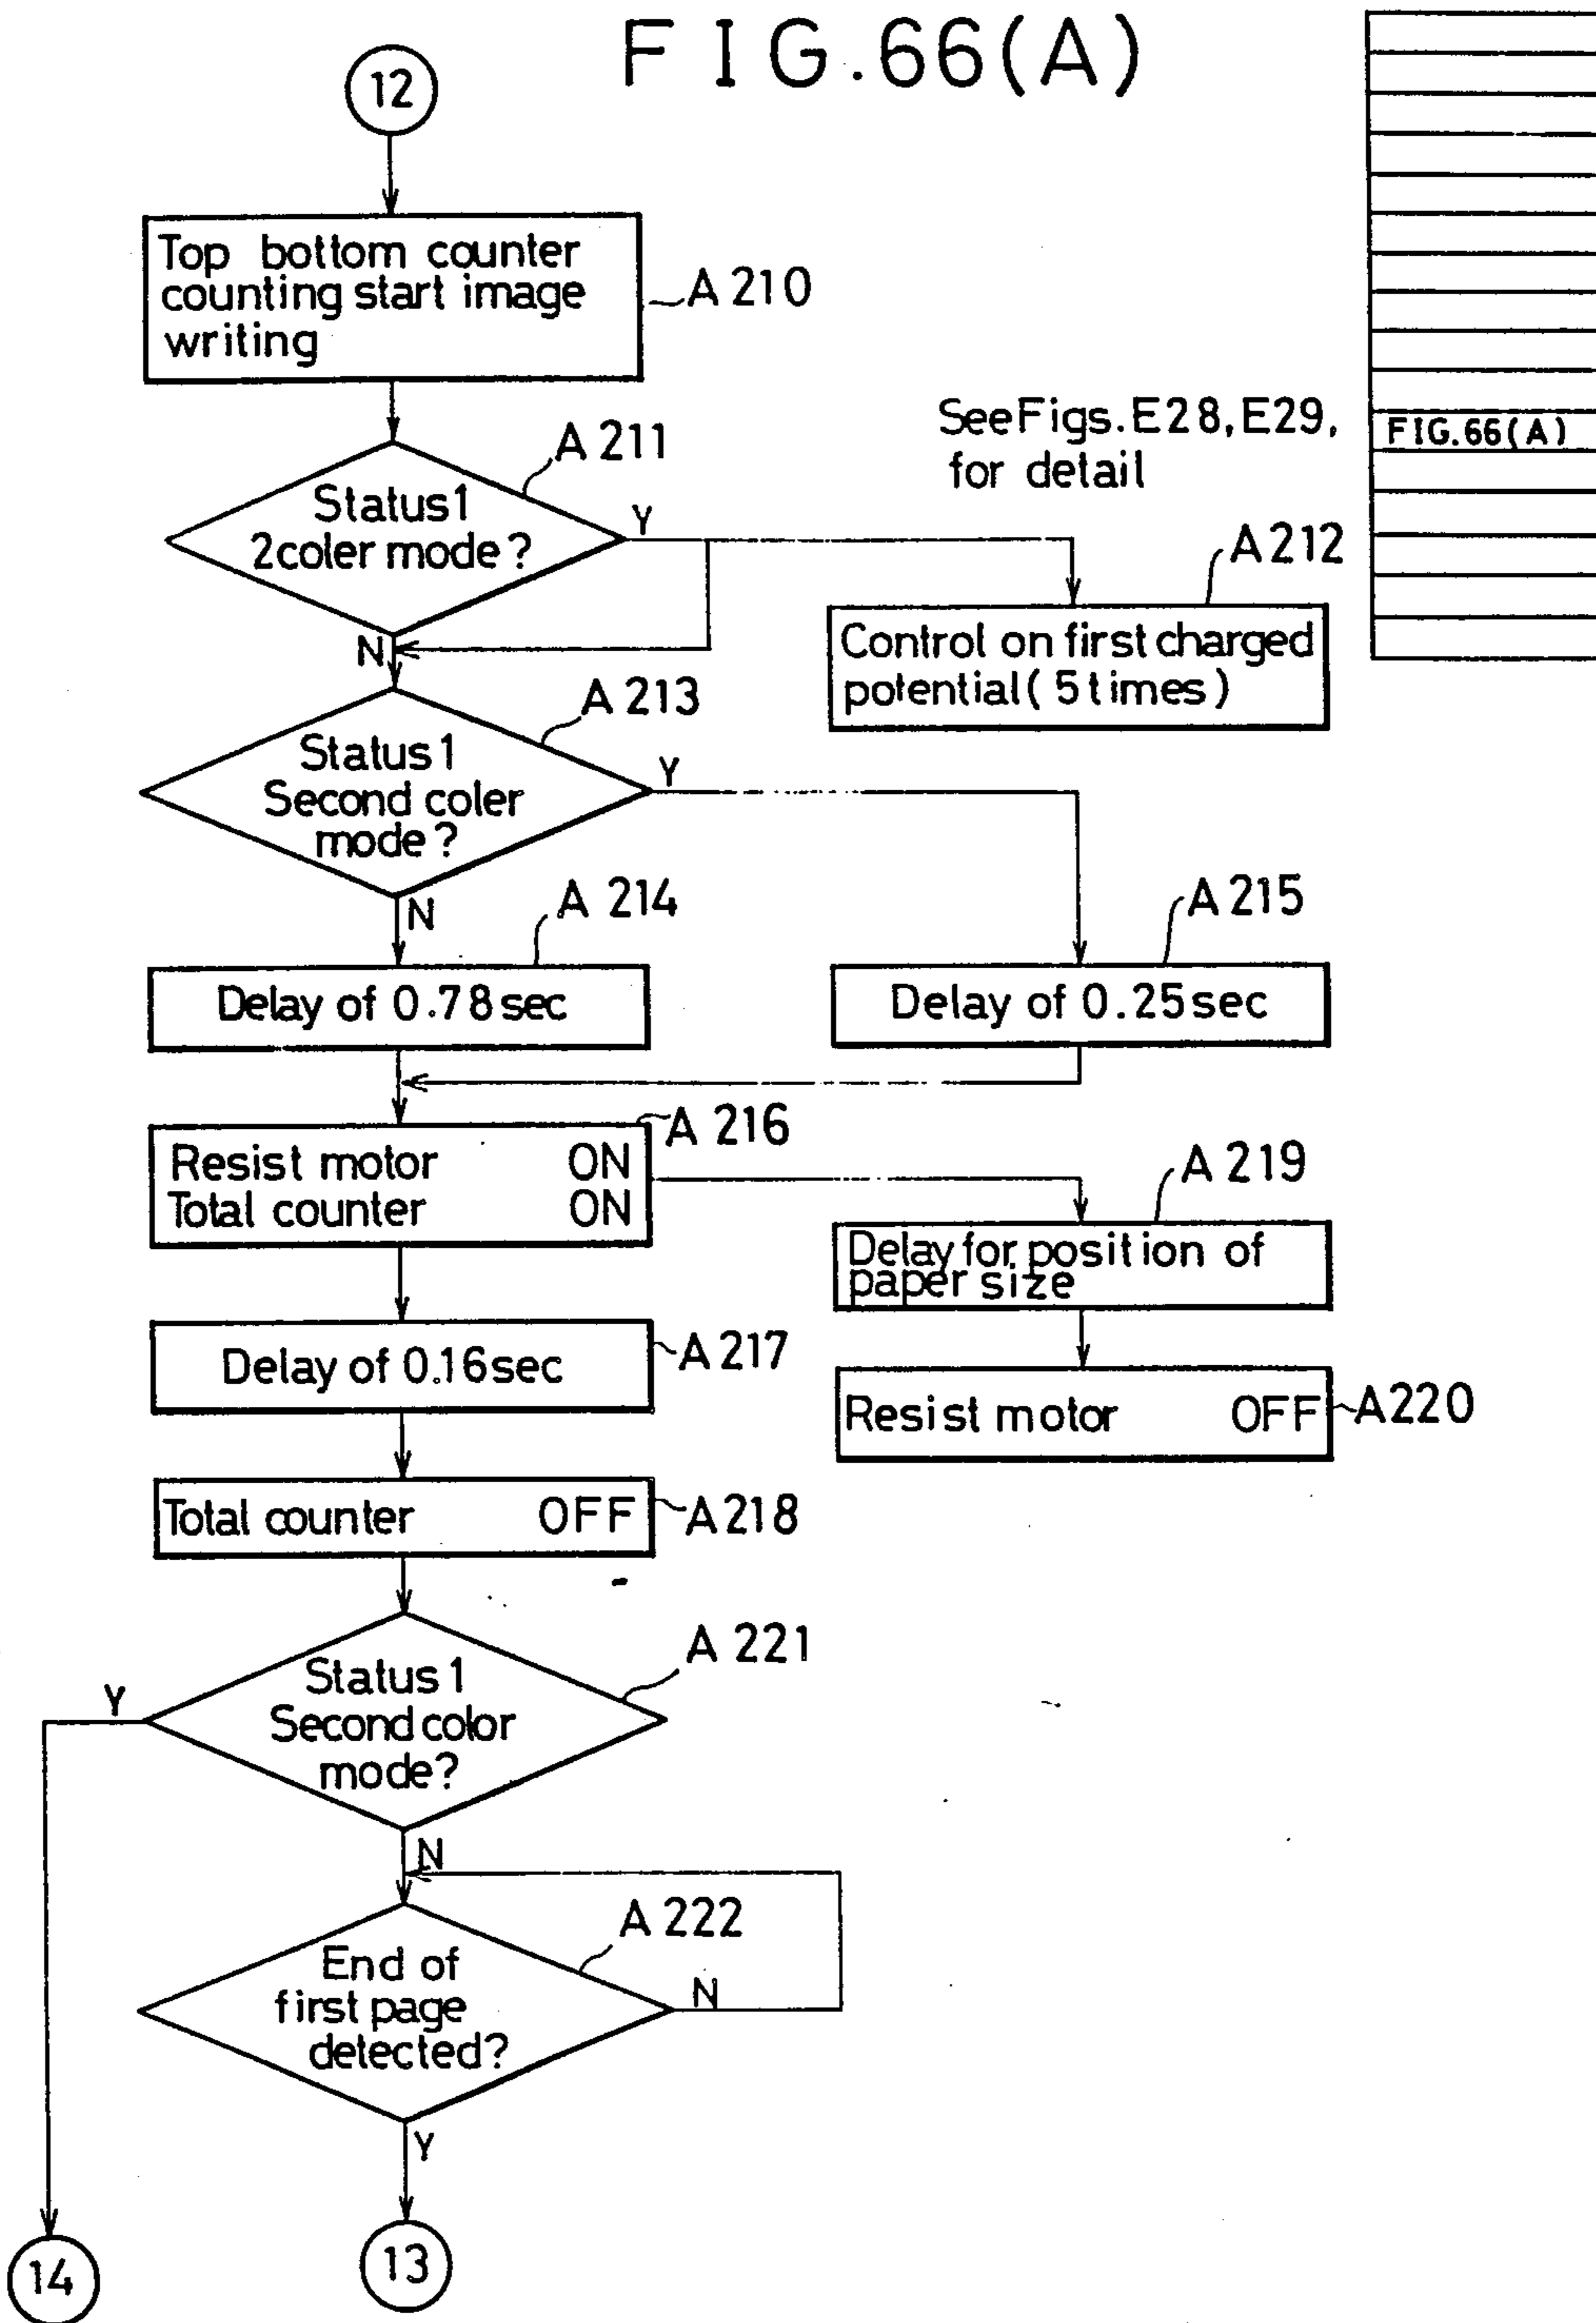 FIG.66(A)
12
Top bottom counter
counting start image
writing
A 210
A 211
Status 1
2coler mode?
Y
N
See Figs. E28, E29,
for detail
FIG.66(A)
A 212
Control on first charged
potential (5 times)
A 213
Status 1
Second coler
mode?
Y
N
A 214
Delay of 0.78 sec
A 215
Delay of 0.25 sec
A 216
Resist motor ON
Total counter ON
A 219
Delay for position of
paper size
Delay of 0.16 sec
A 217
Resist motor OFF
A220
Total counter OFF
A218
A 221
Status 1
Second color
mode?
Y
N
A 222
End of
first page
detected?
N
Y
14
13